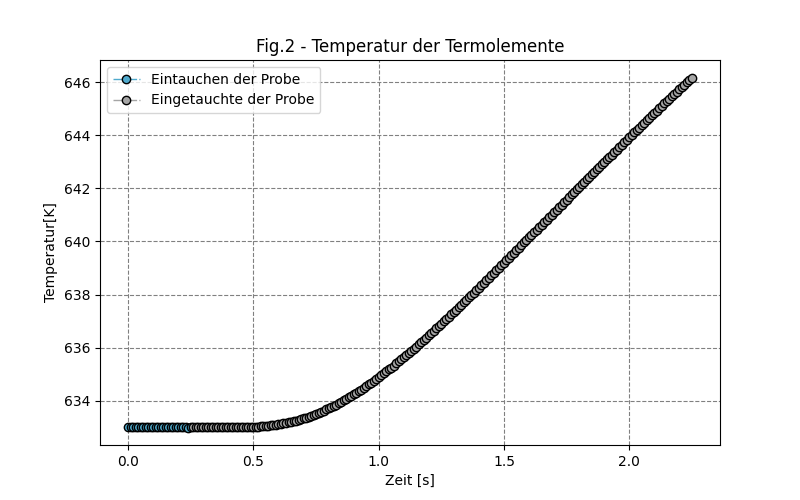 Fig.2 - Temperatur der Termolemente
Eintauchen der Probe
Eingetauchte der Probe
646
644
642
640
638
636
634
Temperatur[K]
0.0 0.5 1.0 1.5 2.0
Zeit [s]